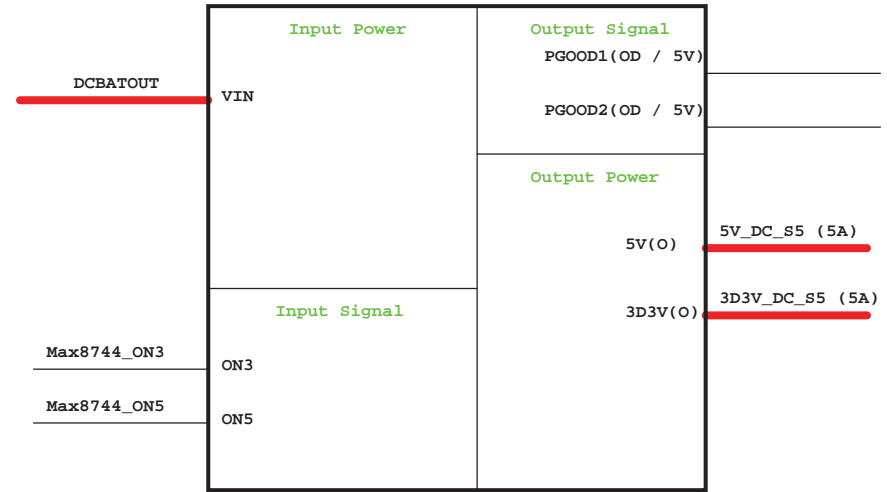 Input Power
Output Signal
PGOOD1(OD / 5V)
DCBATOUT
VIN
PGOOD2(OD / 5V)
Output Power
5V(O)
5V_DC_S5 (5A)
Input Signal
3D3V(O)
3D3V_DC_S5 (5A)
Max8744_ON3
ON3
Max8744_ON5
ON5